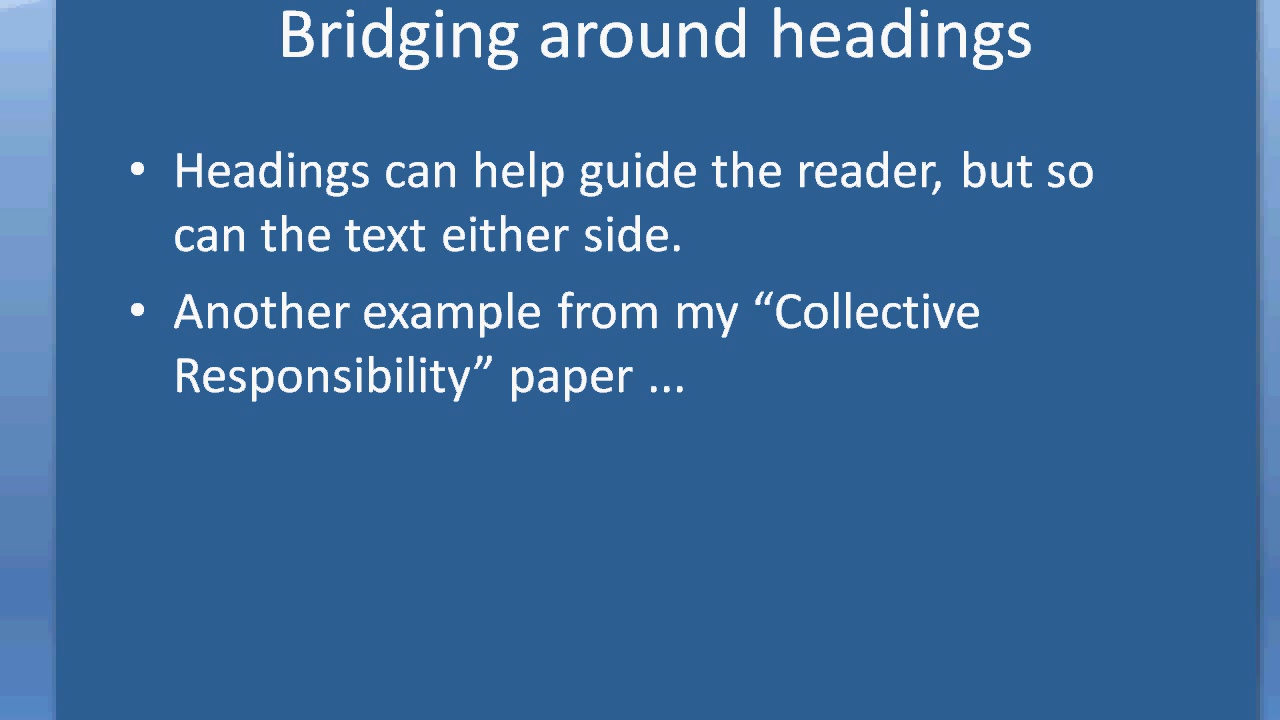 Bridging around headings
• Headings can help guide the reader, but so
can the text either side.
• Another example from my “Collective
Responsibility” paper ...